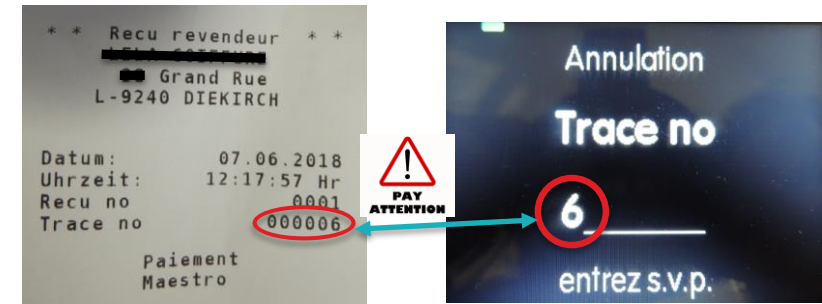 * * Recu revendeur * *
Grand Rue
L-9240 DIEKIRCH
Datum: 07.06.2018
Uhrzeit: 12:17:57 Hr
Recu no 0001
Trace no 000006
Paiement
Maestro
PAY
ATTENTION
Annulation
Trace no
6
entrez s.v.p.